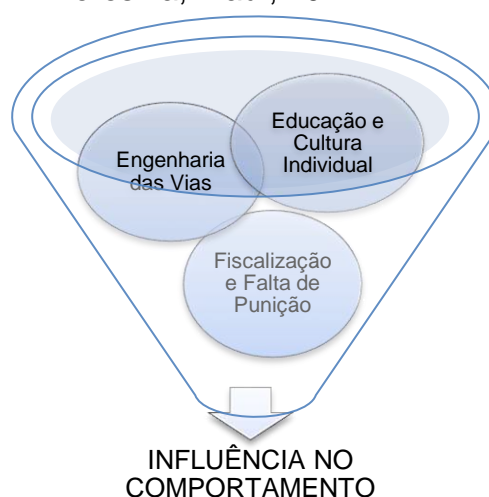 Educação e
Cultura
Individual
Engenharia
das Vias
Fiscalização
e Falta de
Punição
INFLUÊNCIA NO
COMPORTAMENTO